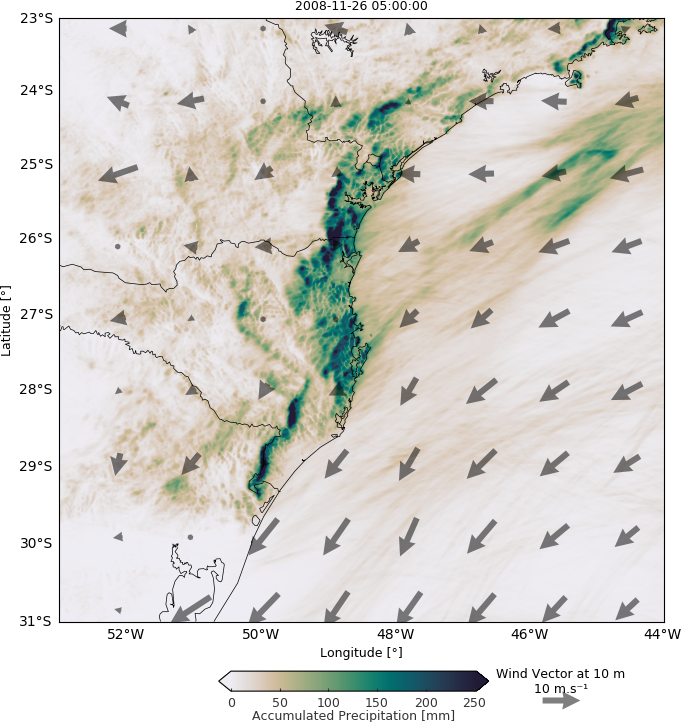 2008-11-26 05:00:00
23°S
24°S
25°S
26°S
27°S
28°S
29°S
30°S
31°S
Latitude [°]
52°W 50°W 48°W 46°W 44°W
Longitude [°]
0 50 100 150 200 250
Accumulated Precipitation [mm]
Wind Vector at 10 m
10 m.s⁻¹